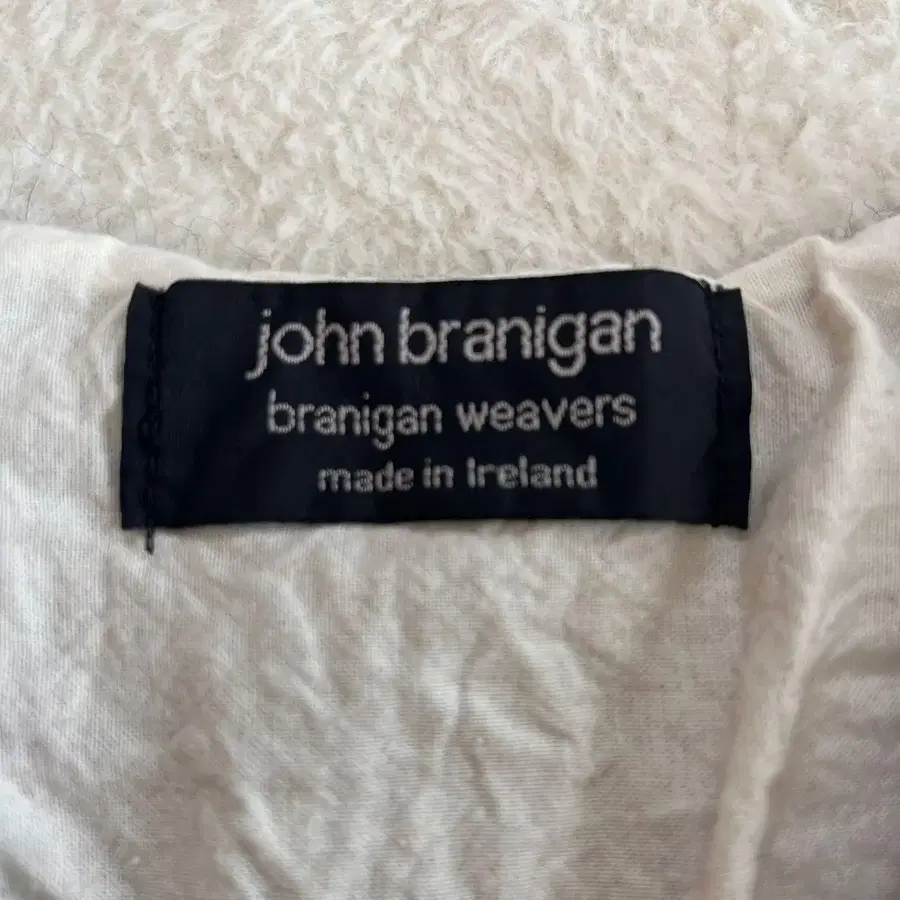 john branigan
branigan weavers
made in Ireland